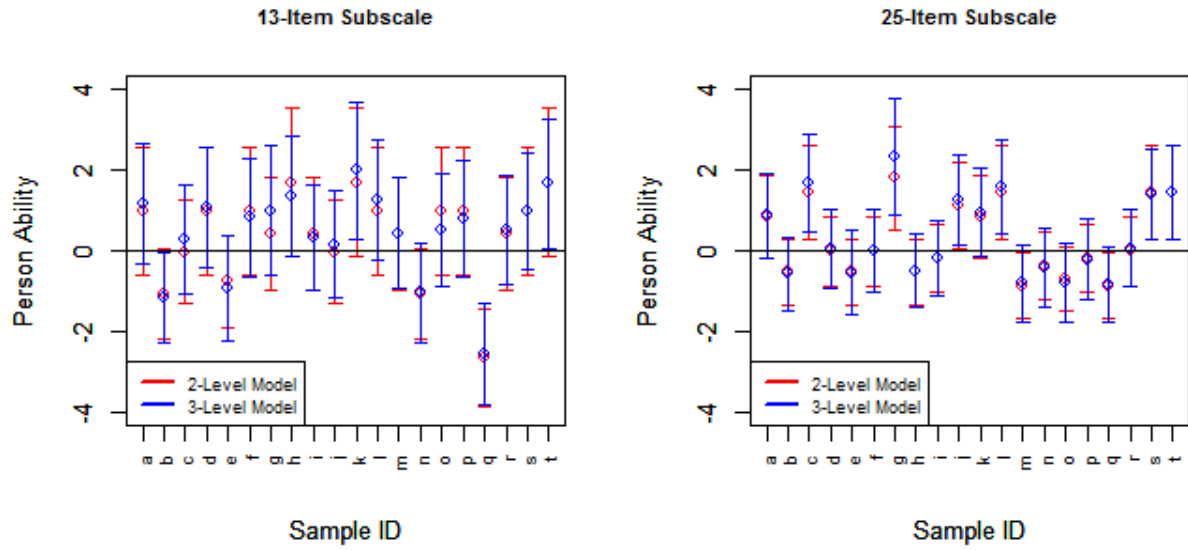 13-Item Subscale
Person Ability
4
2
0
-2
-4
2-Level Model
3-Level Model
a b c d e f g h i j k l m n o p q r s t
Sample ID
25-Item Subscale
Person Ability
4
2
0
-2
-4
2-Level Model
3-Level Model
a b c d e f g h i j k l m n o p q r s t
Sample ID